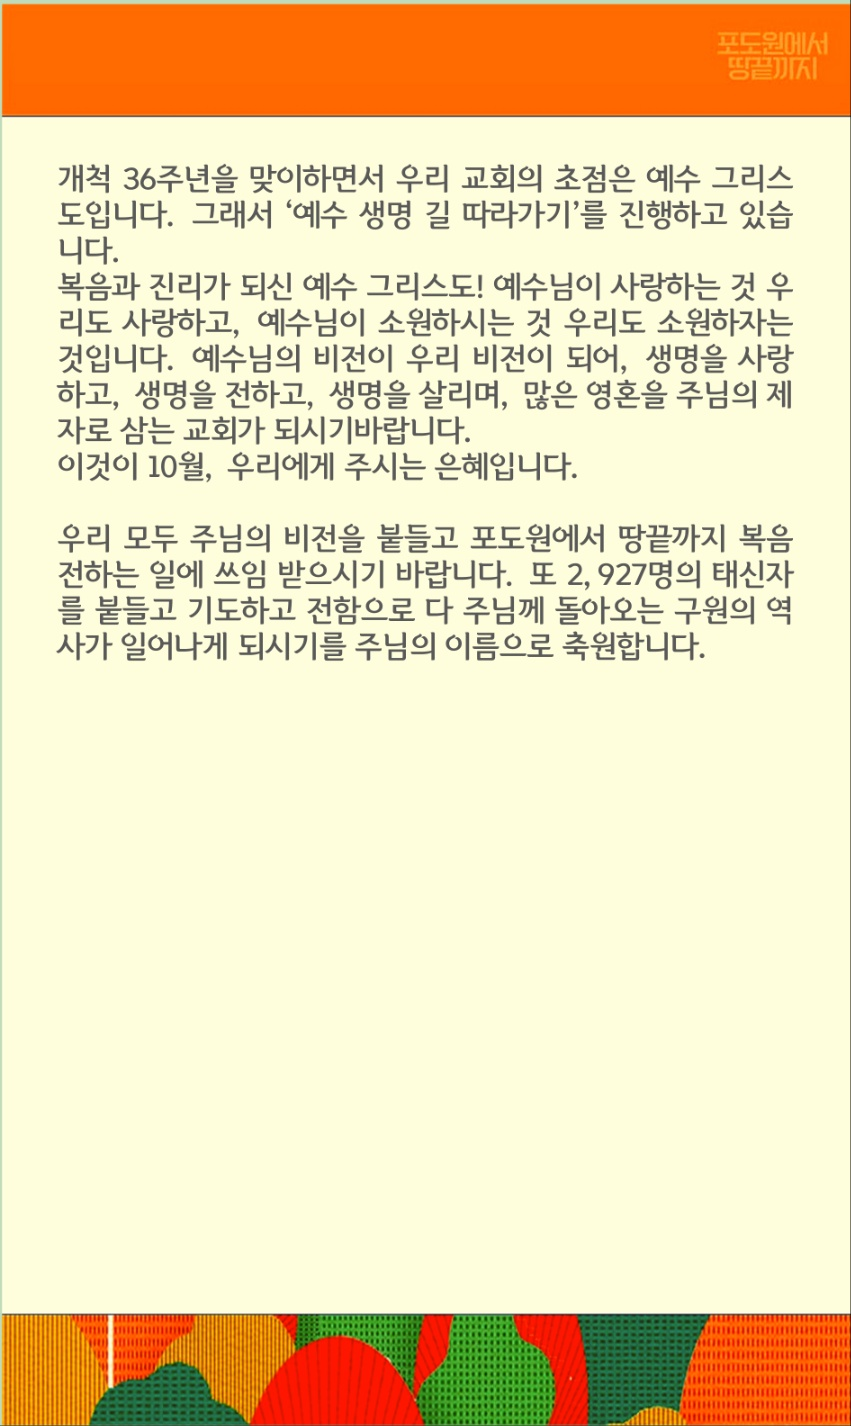 포도원에서
땅끝까지
개척 36주년을 맞이하면서 우리 교회의 초점은 예수 그리스
도입니다. 그래서 ‘예수 생명 길 따라가기’를 진행하고 있습
니다.
복음과 진리가 되신 예수 그리스도! 예수님이 사랑하는 것 우
리도 사랑하고, 예수님이 소원하시는 것 우리도 소원하자는
것입니다. 예수님의 비전이 우리 비전이 되어, 생명을 사랑
하고, 생명을 전하고, 생명을 살리며, 많은 영혼을 주님의 제
자로 삼는 교회가 되시기바랍니다.
이것이 10월, 우리에게 주시는 은혜입니다.
우리 모두 주님의 비전을 붙들고 포도원에서 땅끝까지 복음
전하는 일에 쓰임 받으시기 바랍니다. 또 2, 927명의 태신자
를 붙들고 기도하고 전함으로 다 주님께 돌아오는 구원의 역
사가 일어나게 되시기를 주님의 이름으로 축원합니다.